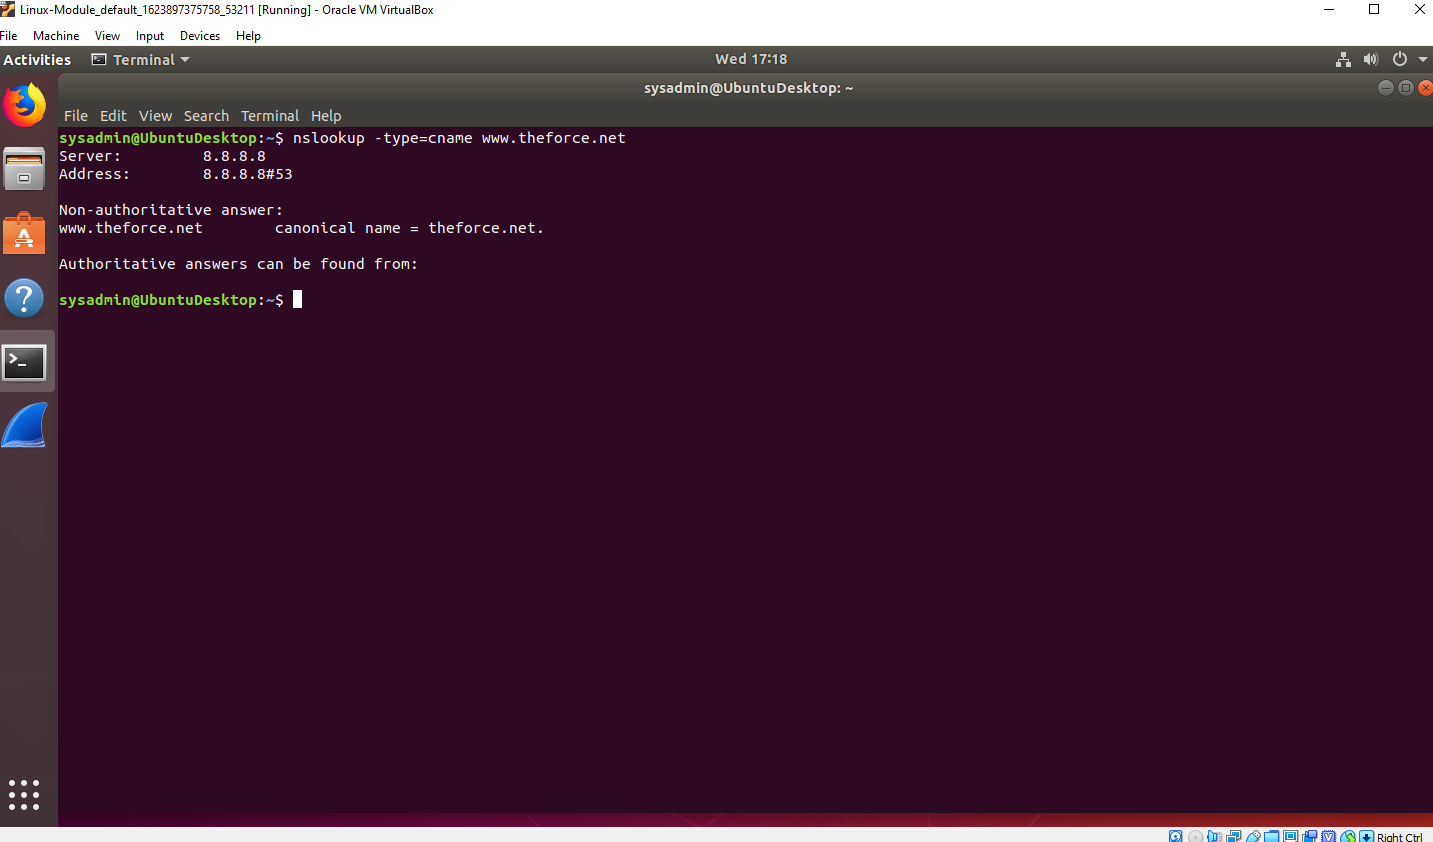 Linux-Module_default_1623897375758_53211 [Running] - Oracle VM VirtualBox
File Machine View Input Devices Help
Activities Terminal Wed 17:18
sysadmin@UbuntuDesktop: ~
File Edit View Search Terminal Help
sysadmin@UbuntuDesktop:~$ nslookup -type=cname www.theforce.net
Server: 8.8.8.8
Address: 8.8.8.8#53
Non-authoritative answer:
www.theforce.net canonical name = theforce.net.
Authoritative answers can be found from:
sysadmin@UbuntuDesktop:~$
Right Ctrl